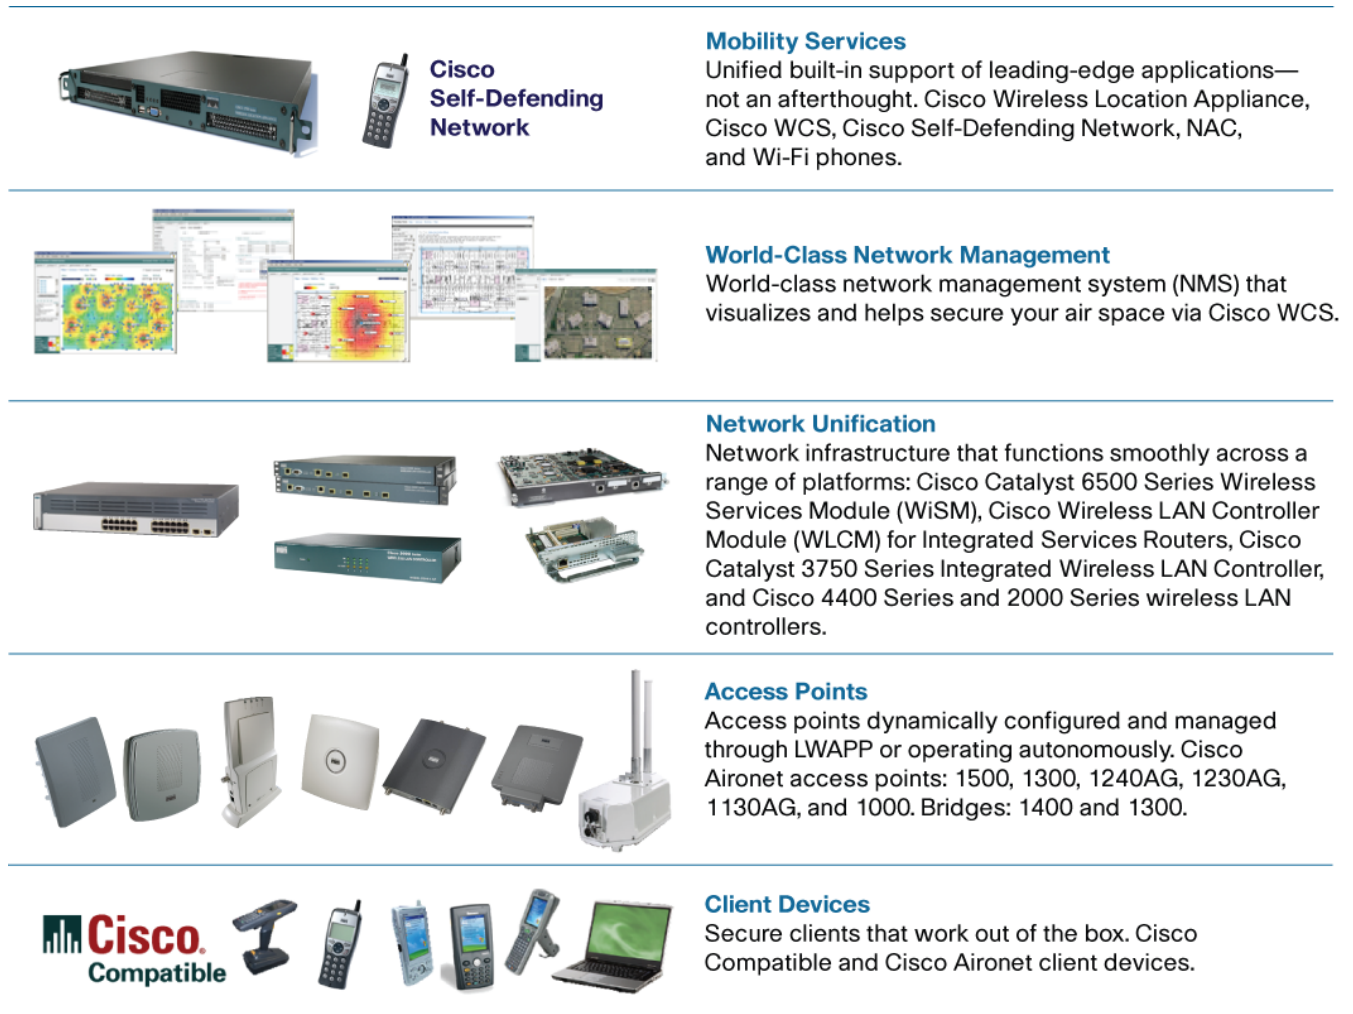 Cisco
Self-Defending
Network
Mobility Services
Unified built-in support of leading-edge applications—
not an afterthought. Cisco Wireless Location Appliance,
Cisco WCS, Cisco Self-Defending Network, NAC,
and Wi-Fi phones.
World-Class Network Management
World-class network management system (NMS) that
visualizes and helps secure your air space via Cisco WCS.
Network Unification
Network infrastructure that functions smoothly across a
range of platforms: Cisco Catalyst 6500 Series Wireless
Services Module (WiSM), Cisco Wireless LAN Controller
Module (WLCM) for Integrated Services Routers, Cisco
Catalyst 3750 Series Integrated Wireless LAN Controller,
and Cisco 4400 Series and 2000 Series wireless LAN
controllers.
Access Points
Access points dynamically configured and managed
through LWAPP or operating autonomously. Cisco
Aironet access points: 1500, 1300, 1240AG, 1230AG,
1130AG, and 1000. Bridges: 1400 and 1300.
Cisco.
Compatible
Client Devices
Secure clients that work out of the box. Cisco
Compatible and Cisco Aironet client devices.